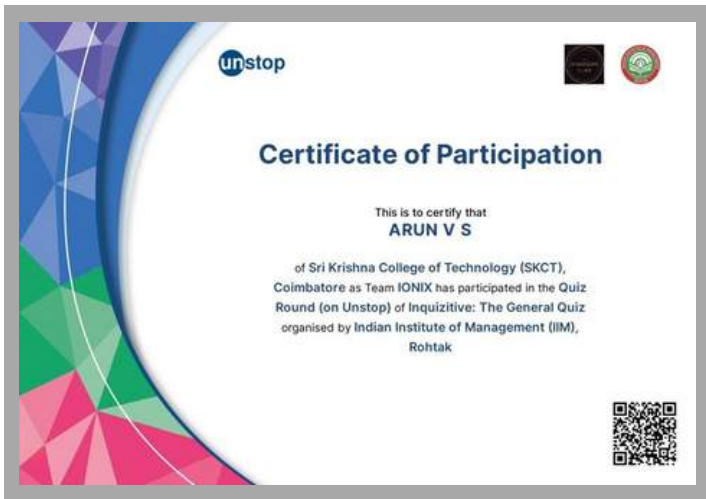 unstop
Certificate of Participation
This is to certify that
ARUN V S
of Sri Krishna College of Technology (SKCT),
Coimbatore as Team IONIX has participated in the Quiz
Round (on Unstop) of Inquizitive: The General Quiz
organised by Indian Institute of Management (IIM),
Rohtak